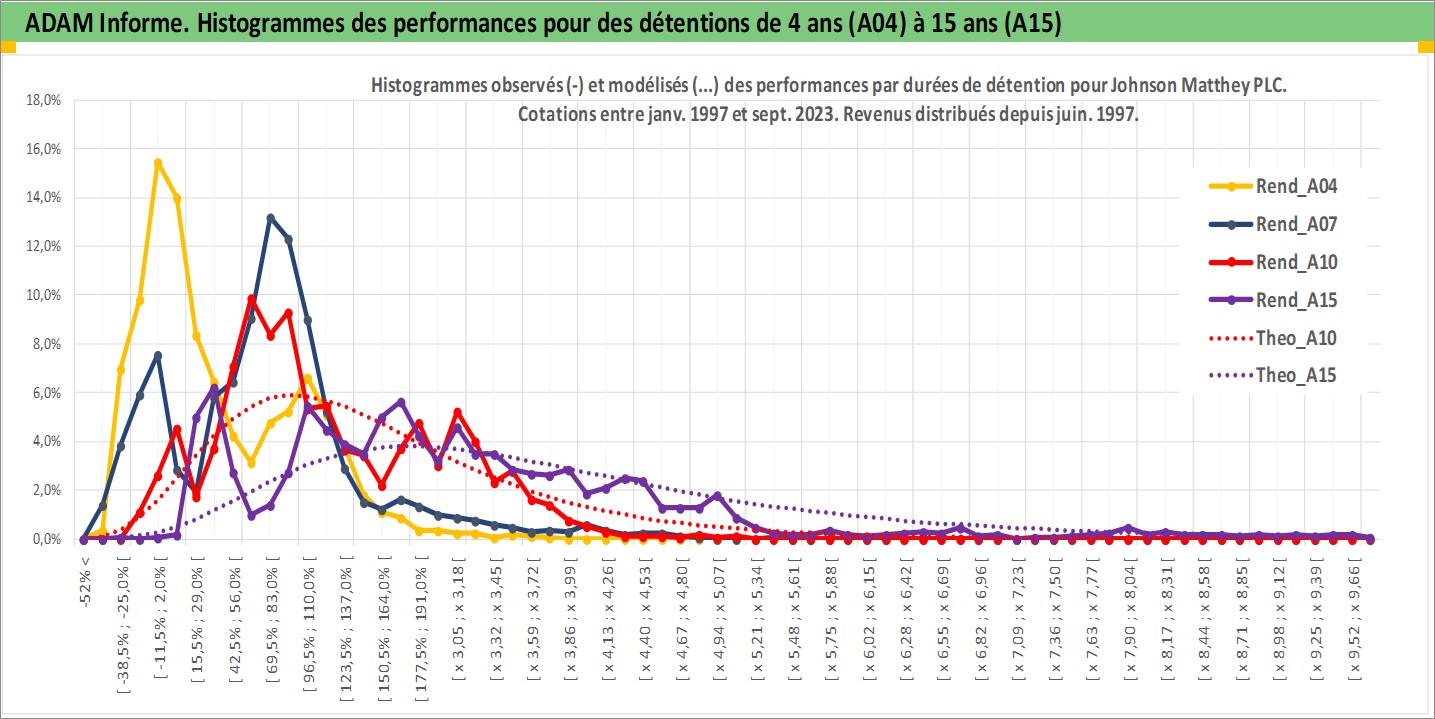 ADAM Informe. Histogrammes des performances pour des détentions de 4 ans (A04) à 15 ans (A15)
Histogrammes observés (-) et modélisés (...) des performances par durées de détention pour Johnson Matthey PLC.
Cotations entre janv. 1997 et sept. 2023. Revenus distribués depuis juin. 1997.
18,0%
16,0%
14,0%
12,0%
10,0%
8,0%
6,0%
4,0%
2,0%
0,0%
Rend_A04
Rend_A07
Rend_A10
Rend_A15
Theo_A10
Theo_A15
-52% <
[ -38,5% ; -25,0% [
[ -11,5% ; 2,0% [
[ 15,5% ; 29,0% [
[ 42,5% ; 56,0% [
[ 69,5% ; 83,0% [
[ 96,5% ; 110,0% [
[ 123,5% ; 137,0% [
[ 150,5% ; 164,0% [
[ 177,5% ; 191,0% [
[ x 3,05 ; x 3,18 [
[ x 3,32 ; x 3,45 [
[ x 3,59 ; x 3,72 [
[ x 3,86 ; x 3,99 [
[ x 4,13 ; x 4,26 [
[ x 4,40 ; x 4,53 [
[ x 4,67 ; x 4,80 [
[ x 4,94 ; x 5,07 [
[ x 5,21 ; x 5,34 [
[ x 5,48 ; x 5,61 [
[ x 5,75 ; x 5,88 [
[ x 6,02 ; x 6,15 [
[ x 6,28 ; x 6,42 [
[ x 6,55 ; x 6,69 [
[ x 6,82 ; x 6,96 [
[ x 7,09 ; x 7,23 [
[ x 7,36 ; x 7,50 [
[ x 7,63 ; x 7,77 [
[ x 7,90 ; x 8,04 [
[ x 8,17 ; x 8,31 [
[ x 8,44 ; x 8,58 [
[ x 8,71 ; x 8,85 [
[ x 8,98 ; x 9,12 [
[ x 9,25 ; x 9,39 [
[ x 9,52 ; x 9,66 [